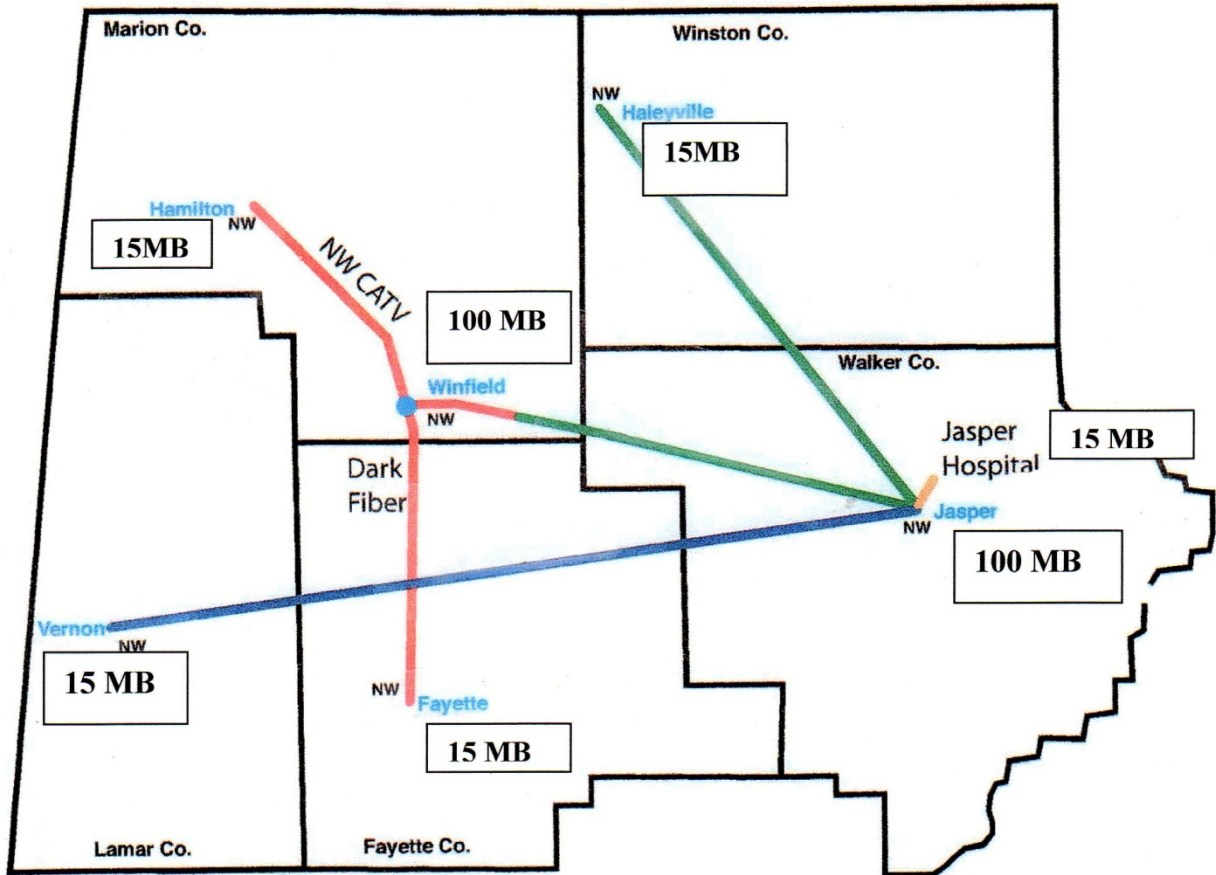 Marion Co.
Winston Co.
NW
Haleyville
15MB
Hamilton
NW
15MB
NW CATV
100 MB
Winfield
NW
Walker Co.
Jasper
Hospital
15 MB
Dark
Fiber
Jasper
NW
100 MB
Vernon
NW
15 MB
NW
Fayette
15 MB
Lamar Co.
Fayette Co.